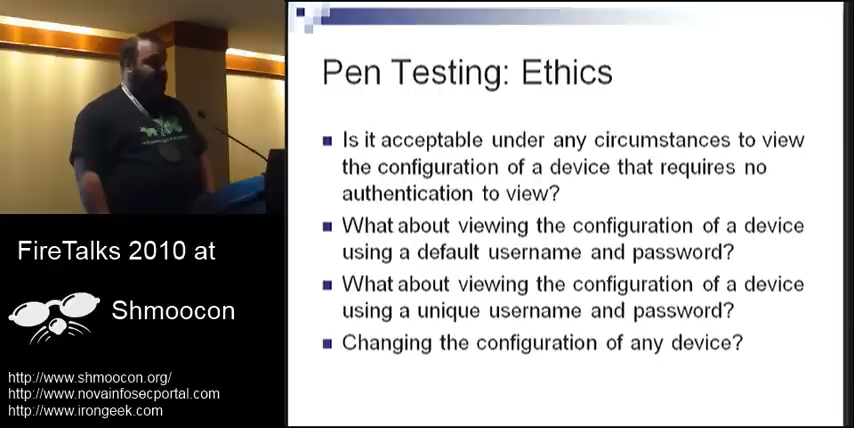 Pen Testing: Ethics
Is it acceptable under any circumstances to view
the configuration of a device that requires no
authentication to view?
What about viewing the configuration of a device
using a default username and password?
What about viewing the configuration of a device
using a unique username and password?
Changing the configuration of any device?
FireTalks 2010 at
Shmoocon
http://www.shmoocon.org/
http://www.novainfosecportal.com
http://www.irongeek.com